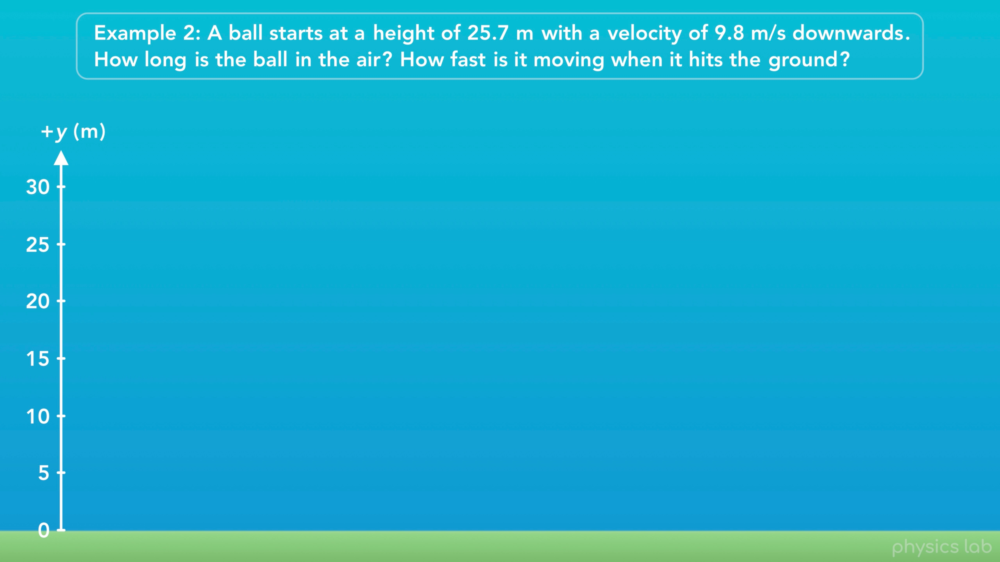 Example 2: A ball starts at a height of 25.7 m with a velocity of 9.8 m/s downwards.
How long is the ball in the air? How fast is it moving when it hits the ground?
+y (m)
30
25
20
15
10
5
0
physics lab